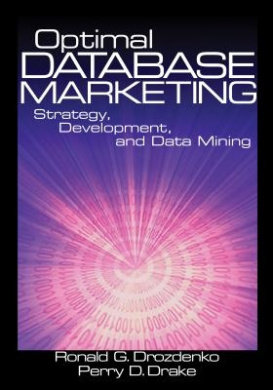 Optimal
DATABASE
MARKETING
Strategy,
Development,
and Data Mining
Ronald G. Drozdenko
Perry D. Drake